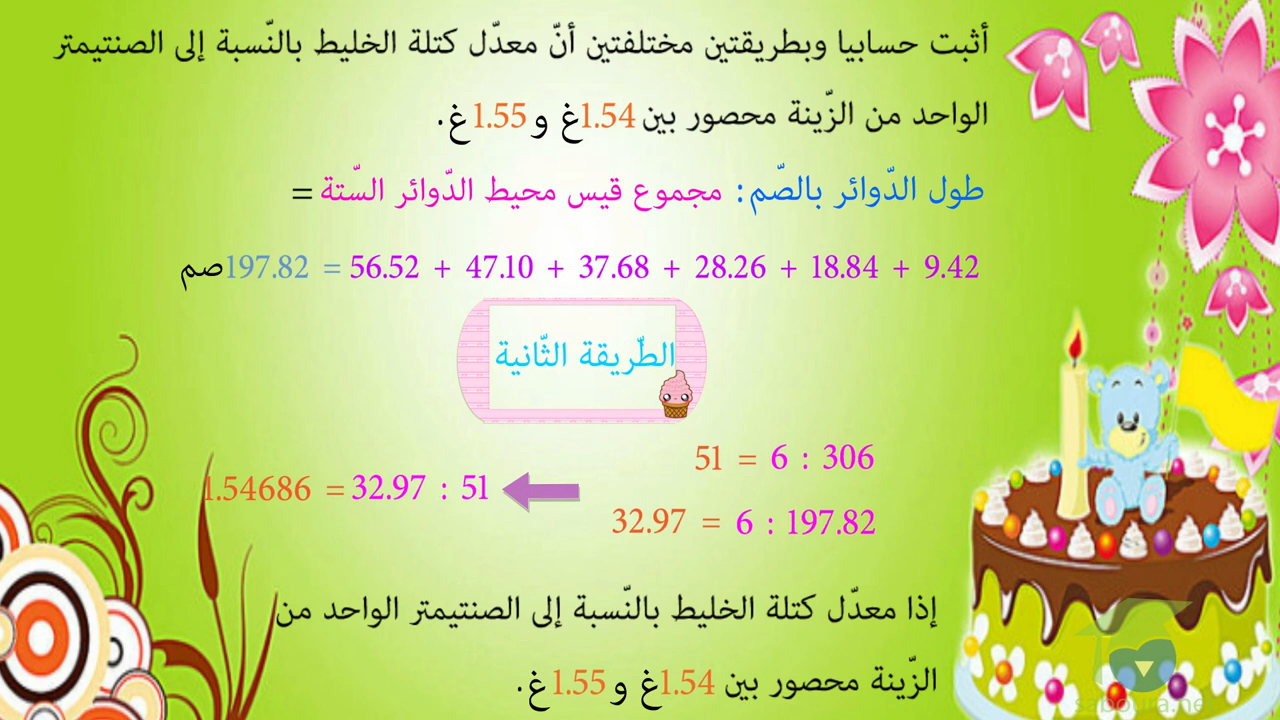 أثبت حسابيا وبطريقتين مختلفتين أنّ معدّل كتلة الخليط بالنّسبة إلى الصنتيمتر
الواحد من الزّينة محصور بين 1.54غ و 1.55غ.
طول الدّوائر بالصّم: مجموع قيس محيط الدّوائر السّتة =
9.42 + 18.84 + 28.26 + 37.68 + 47.10 + 56.52 = 197.82صم
الطّريقة الثّانية
306 : 6 = 51
51 : 32.97 = 1.54686
197.82 : 6 = 32.97
إذا معدّل كتلة الخليط بالنّسبة إلى الصنتيمتر الواحد من
الزّينة محصور بين 1.54غ و 1.55غ.